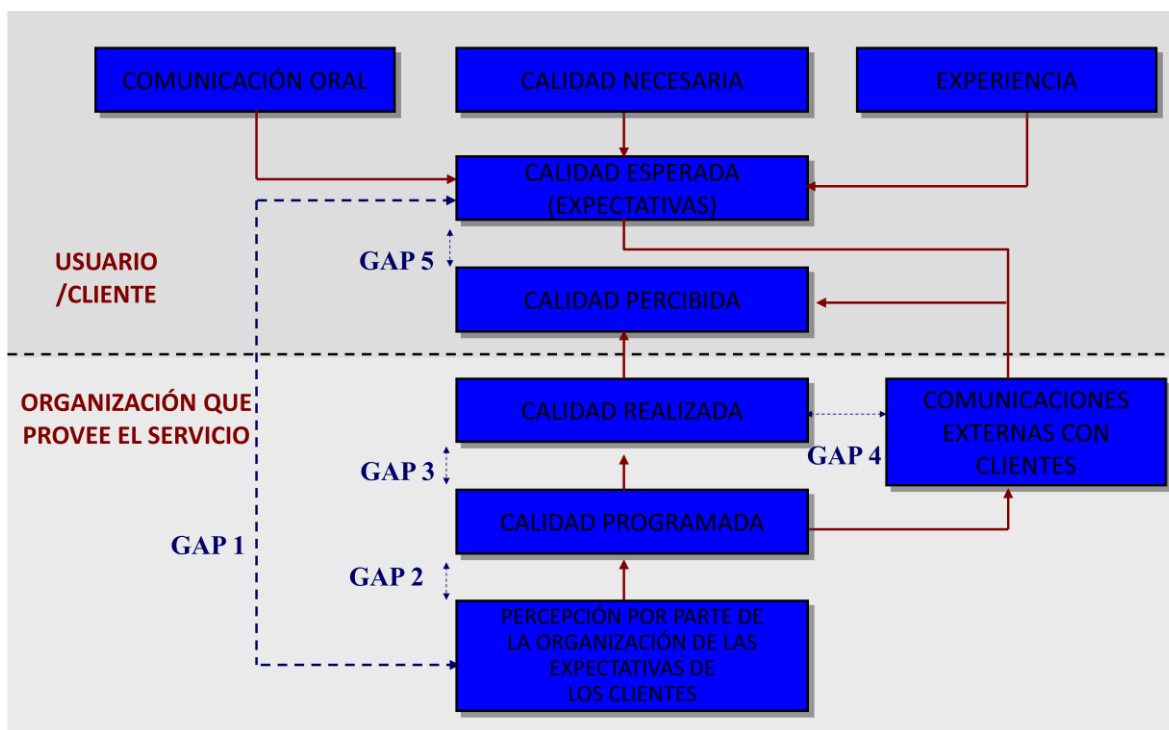 COMUNICACIÓN ORAL
CALIDAD NECESARIA
EXPERIENCIA
CALIDAD ESPERADA
(EXPECTATIVAS)
GAP 5
USUARIO
/CLIENTE
CALIDAD PERCIBIDA
ORGANIZACIÓN QUE
PROVEE EL SERVICIO
CALIDAD REALIZADA
COMUNICACIONES
EXTERNAS CON
CLIENTES
GAP 4
GAP 3
CALIDAD PROGRAMADA
GAP 1
GAP 2
PERCEPCIÓN POR PARTE DE
LA ORGANIZACIÓN DE LAS
EXPECTATIVAS DE
LOS CLIENTES